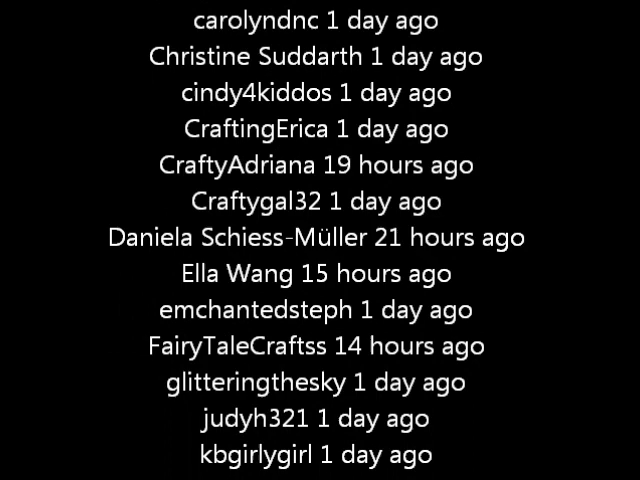 carolyndnc 1 day ago
Christine Suddarth 1 day ago
cindy4kiddos 1 day ago
CraftingErica 1 day ago
CraftyAdriana 19 hours ago
Craftygal32 1 day ago
Daniela Schiess-Müller 21 hours ago
Ella Wang 15 hours ago
emchantedsteph 1 day ago
FairyTaleCraftss 14 hours ago
glitteringthesky 1 day ago
judyh321 1 day ago
kbgirlygirl 1 day ago